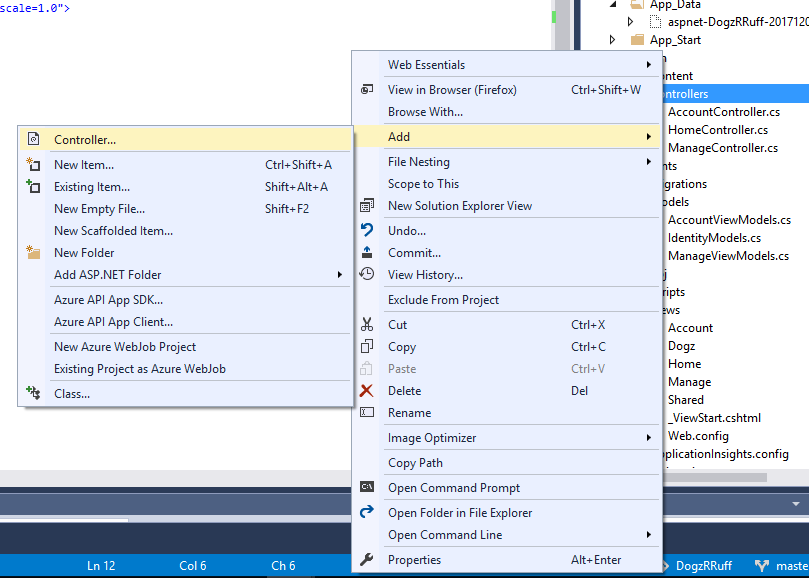 scale=1.0">
App_Data
aspnet-DogzRRuff-2017120
App_Start
n
ontent
ontrollers
AccountController.cs
HomeController.cs
ManageController.cs
nts
igrations
odels
AccountViewModels.cs
IdentityModels.cs
ManageViewModels.cs
j
ripts
ews
Account
Dogz
Home
Manage
Shared
_ViewStart.cshtml
Web.config
pplicationInsights.config
Web Essentials
View in Browser (Firefox) Ctrl+Shift+W
Browse With...
Add
File Nesting
Scope to This
New Solution Explorer View
Undo...
Commit...
View History...
Exclude From Project
Cut Ctrl+X
Copy Ctrl+C
Paste Ctrl+V
Delete Del
Rename
Image Optimizer
Copy Path
C:\ Open Command Prompt
Open Folder in File Explorer
Open Command Line
Properties Alt+Enter
Controller...
New Item... Ctrl+Shift+A
Existing Item... Shift+Alt+A
New Empty File... Shift+F2
New Scaffolded Item...
New Folder
Add ASP.NET Folder
Azure API App SDK...
Azure API App Client...
New Azure WebJob Project
Existing Project as Azure WebJob
Class...
Ln 12 Col 6 Ch 6 DogzRRuff maste